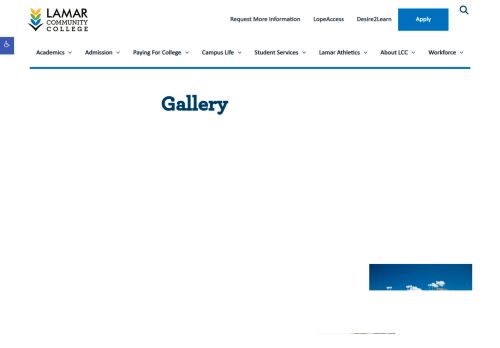 LAMAR
COMMUNITY
COLLEGE
Request More Information LopeAccess Desire2Learn Apply
Academics Admission Paying For College Campus Life Student Services Lamar Athletics About LCC Workforce
Gallery